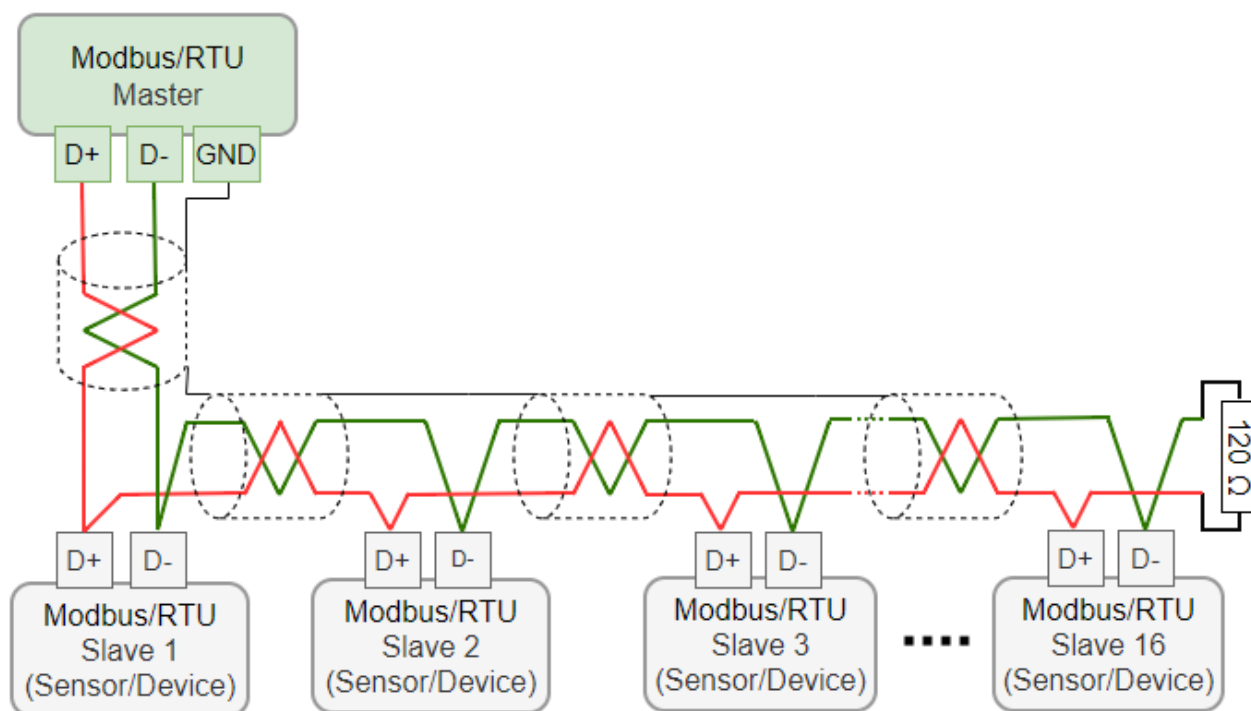 Modbus/RTU
Master
D+ D- GND
120 Ω
D+ D- D+ D- D+ D- D+ D-
Modbus/RTU
Slave 1
(Sensor/Device)
Modbus/RTU
Slave 2
(Sensor/Device)
Modbus/RTU
Slave 3
(Sensor/Device)
Modbus/RTU
Slave 16
(Sensor/Device)